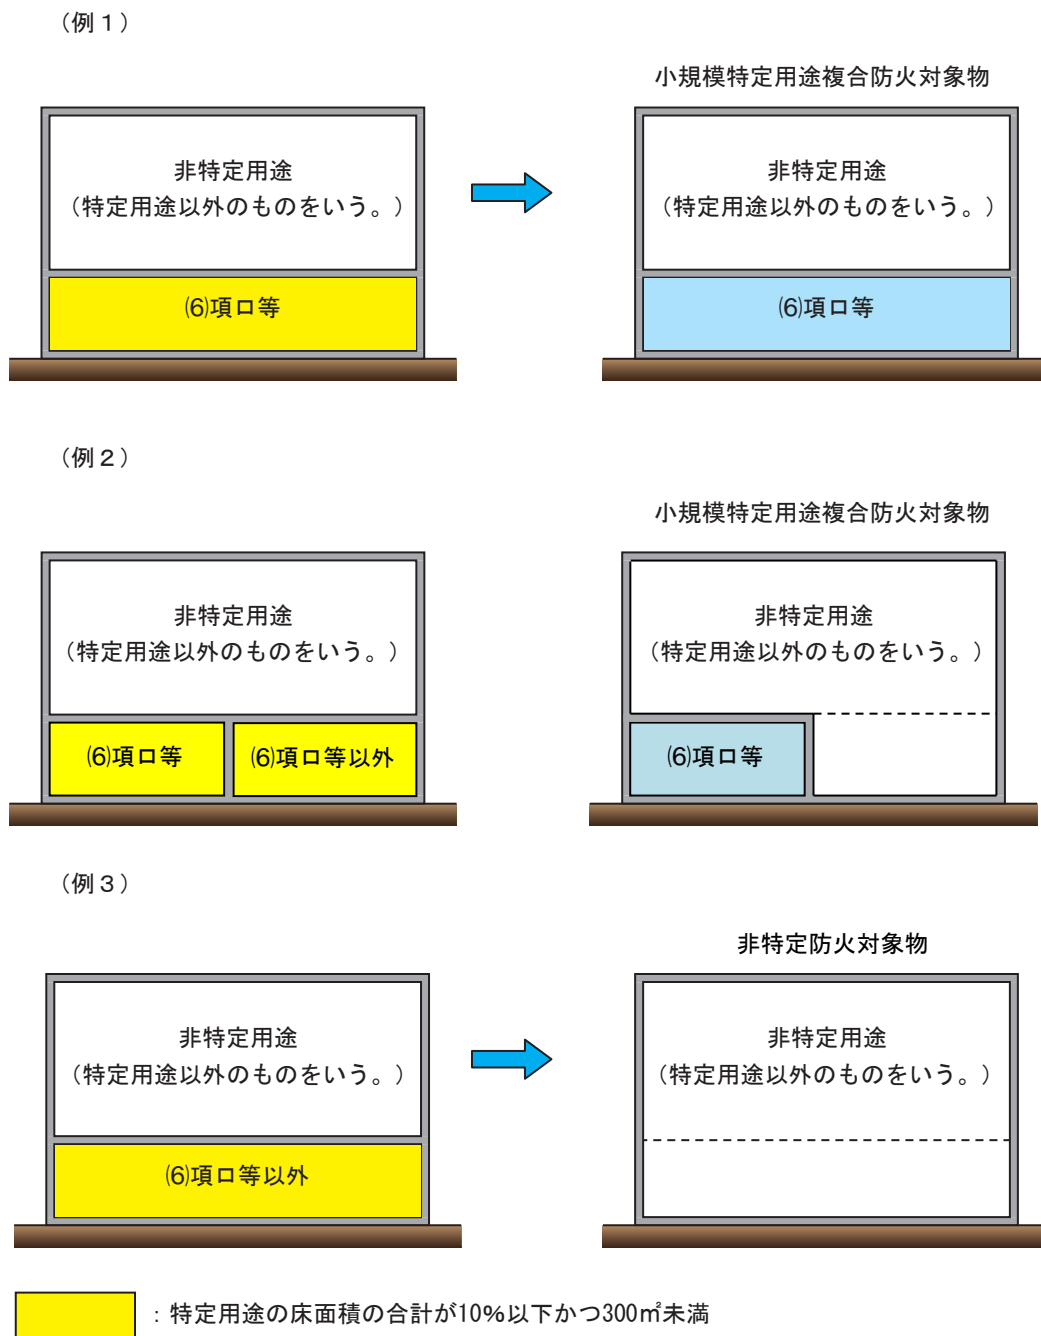 （例１）
小規模特定用途複合防火対象物
非特定用途
（特定用途以外のものをいう。）
⑹項ロ等
非特定用途
（特定用途以外のものをいう。）
⑹項ロ等
（例２）
小規模特定用途複合防火対象物
非特定用途
（特定用途以外のものをいう。）
⑹項ロ等
⑹項ロ等以外
非特定用途
（特定用途以外のものをいう。）
⑹項ロ等
（例３）
非特定防火対象物
非特定用途
（特定用途以外のものをいう。）
⑹項ロ等以外
非特定用途
（特定用途以外のものをいう。）
：特定用途の床面積の合計が10％以下かつ300㎡未満